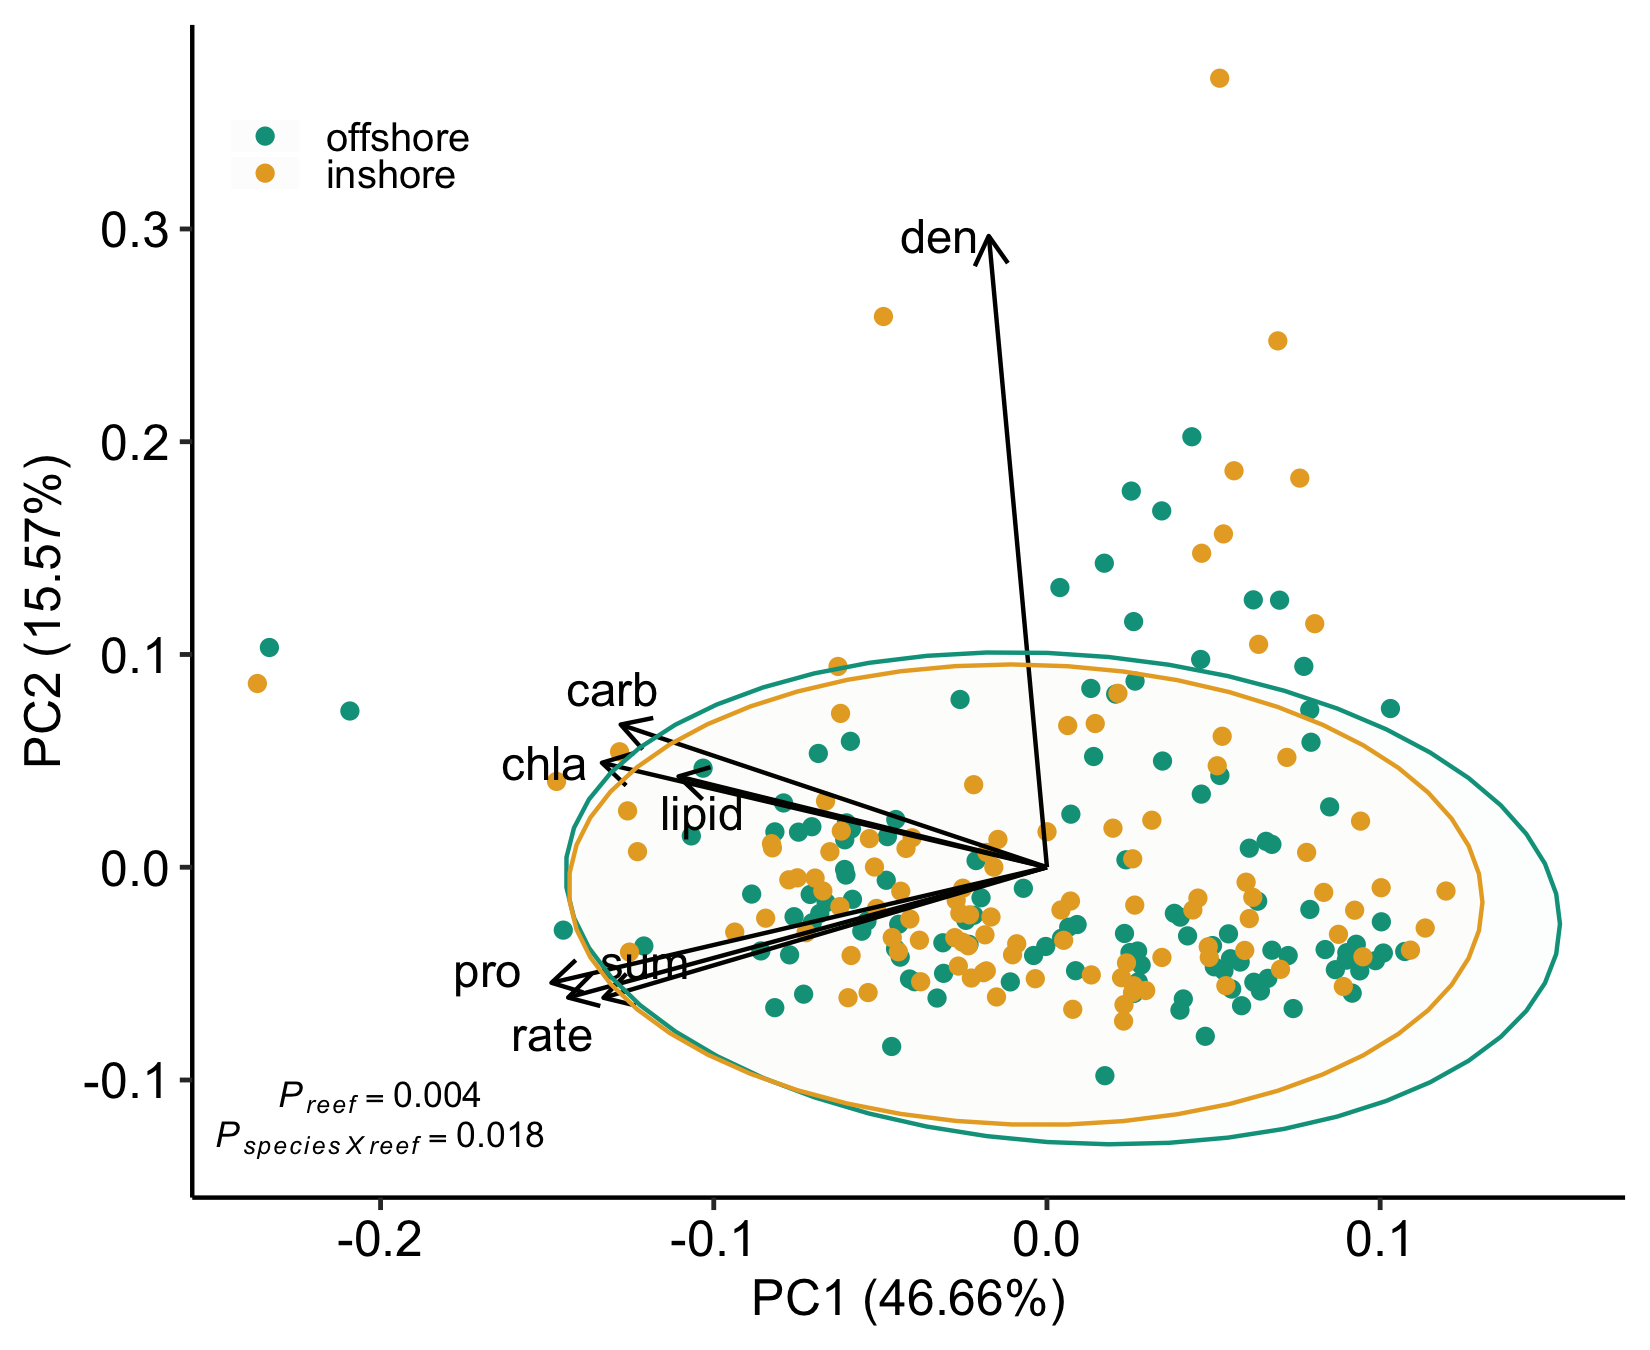 offshore
inshore
den
0.3
0.2
0.1
0.0
-0.1
PC2 (15.57%)
carb
chla
lipid
sum
pro
rate
P reef = 0.004
P species X reef = 0.018
-0.2
-0.1
0.0
0.1
PC1 (46.66%)